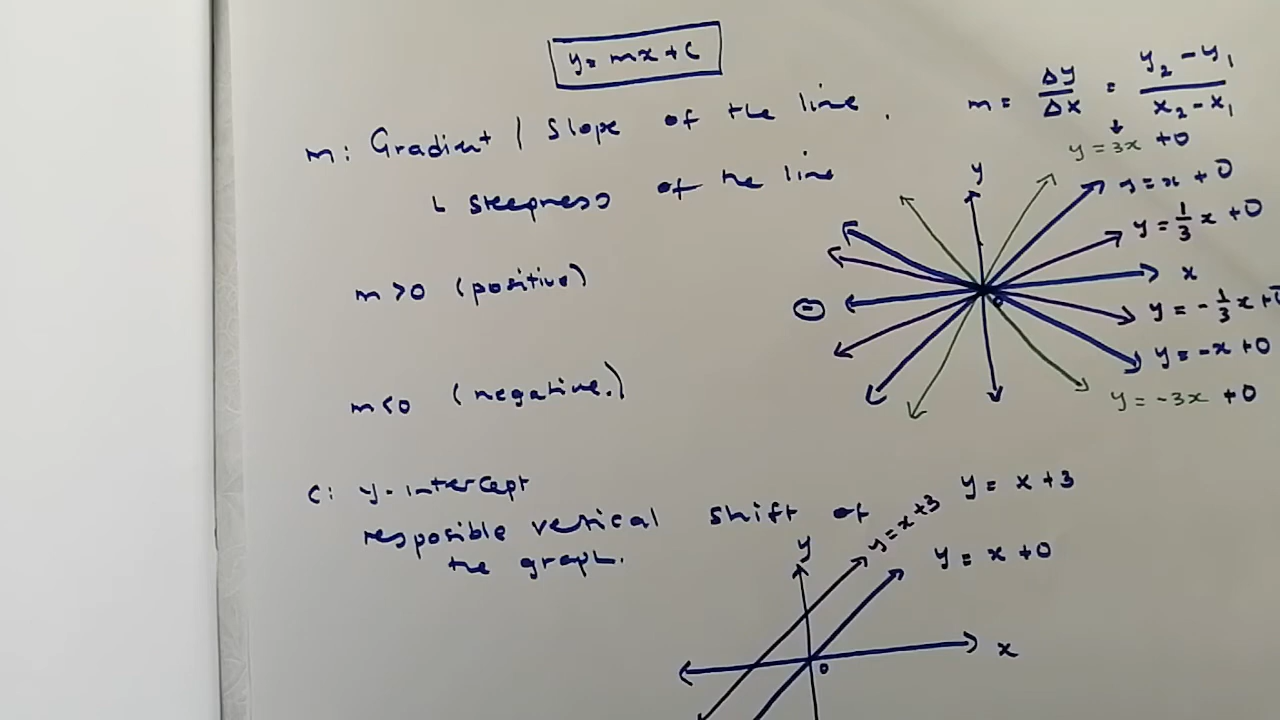 y = mx + c
m: Gradient | Slope of the line.
m = Δy/Δx = y₂ - y₁ / x₂ - x₁
↳ steepness of the line
y = 3x + 0
y
y = x + 0
y = 1/3 x + 0
x
m > 0 (positive)
y = -1/3 x + 0
y = -x + 0
y = -3x + 0
m < 0 (negative.)
c: y-intercept
resposible vertical shift of
the graph.
y = x + 3
y = x + 3
y = x + 0
y
x
0